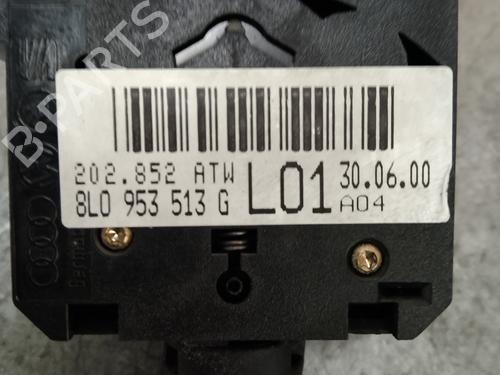 202.852 ATW
8L0 953 513 G
L01
30.06.00
A04
B-PARTS